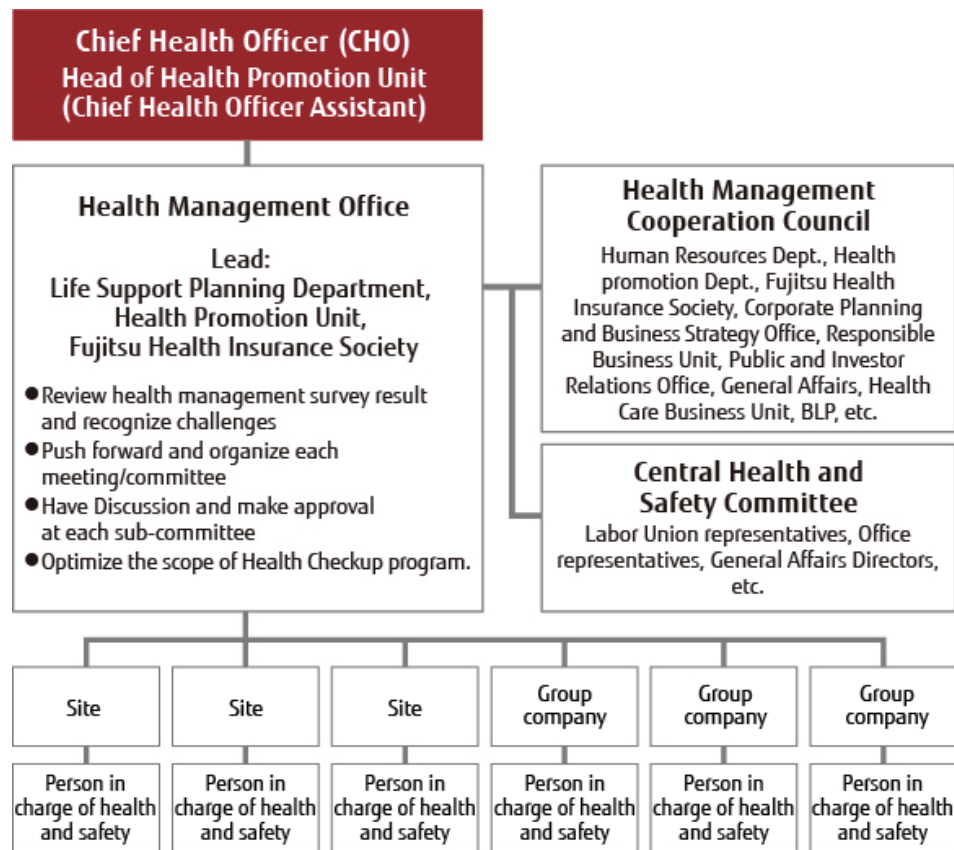 Chief Health Officer (CHO)
Head of Health Promotion Unit
(Chief Health Officer Assistant)
Health Management Office
Lead:
Life Support Planning Department,
Health Promotion Unit,
Fujitsu Health Insurance Society
●Review health management survey result
and recognize challenges
●Push forward and organize each
meeting/committee
●Have Discussion and make approval
at each sub-committee
●Optimize the scope of Health Checkup program.
Health Management
Cooperation Council
Human Resources Dept., Health
promotion Dept., Fujitsu Health
Insurance Society, Corporate Planning
and Business Strategy Office, Responsible
Business Unit, Public and Investor
Relations Office, General Affairs, Health
Care Business Unit, BLP, etc.
Central Health and
Safety Committee
Labor Union representatives, Office
representatives, General Affairs Directors,
etc.
Site
Site
Site
Group
company
Group
company
Group
company
Person in
charge of health
and safety
Person in
charge of health
and safety
Person in
charge of health
and safety
Person in
charge of health
and safety
Person in
charge of health
and safety
Person in
charge of health
and safety